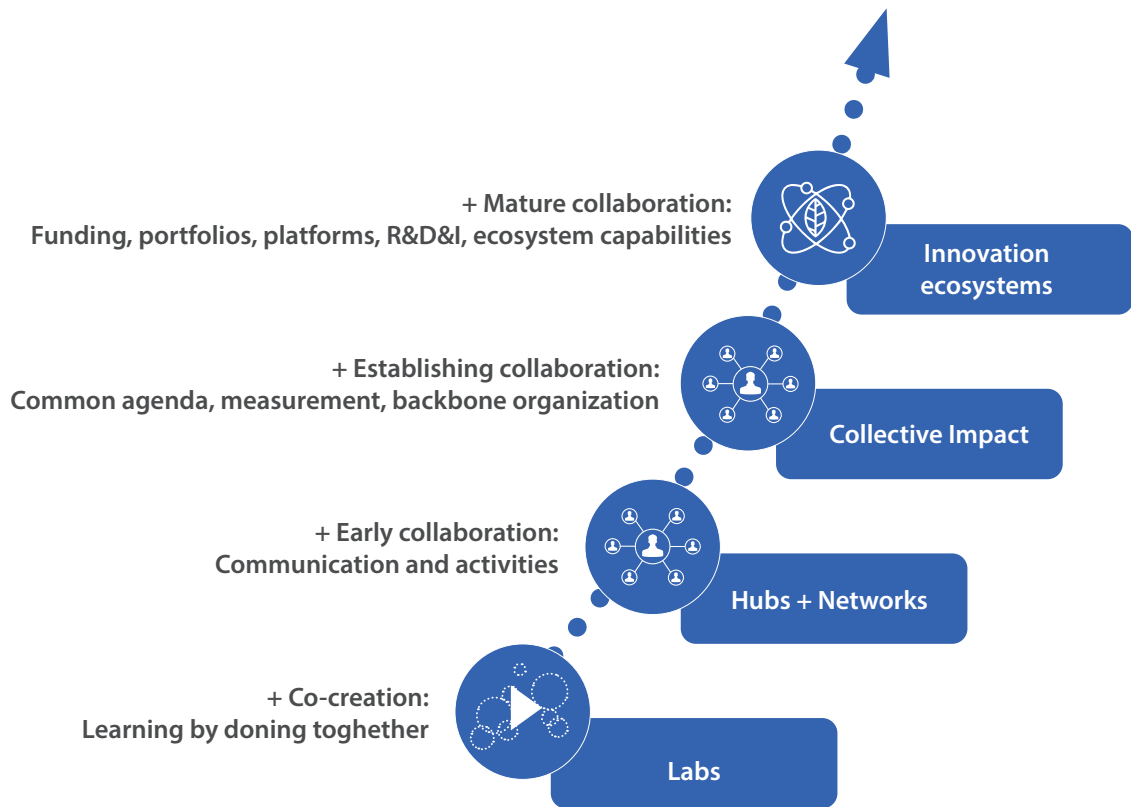 + Mature collaboration:
Funding, portfolios, platforms, R&D&I, ecosystem capabilities
Innovation
ecosystems
+ Establishing collaboration:
Common agenda, measurement, backbone organization
Collective Impact
+ Early collaboration:
Communication and activities
Hubs + Networks
+ Co-creation:
Learning by doning toghether
Labs